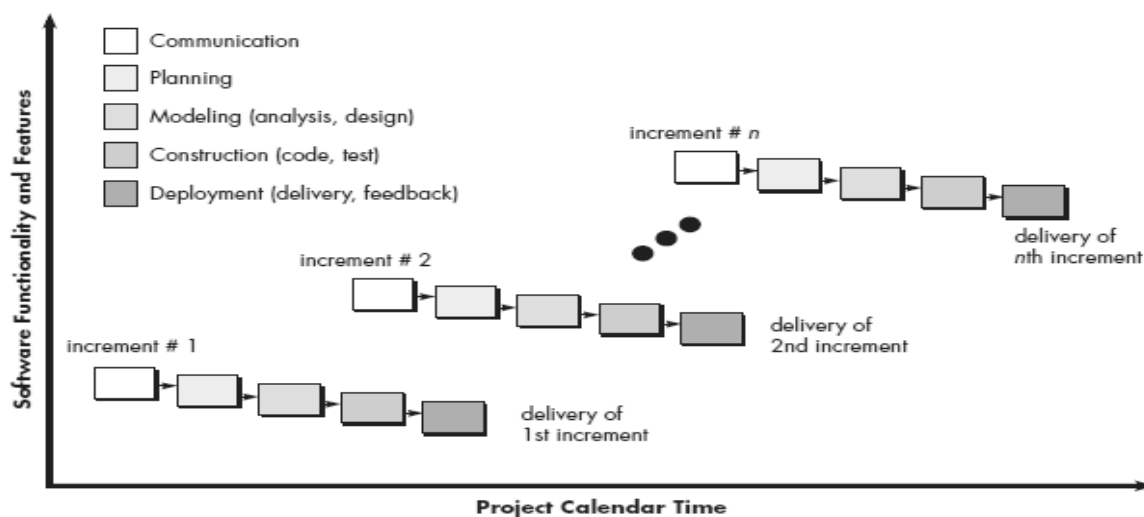 Communication
Planning
Modeling (analysis, design)
Construction (code, test)
Deployment (delivery, feedback)
increment # n
delivery of
nth increment
increment # 2
delivery of
2nd increment
increment # 1
delivery of
1st increment
Software Functionality and Features
Project Calendar Time